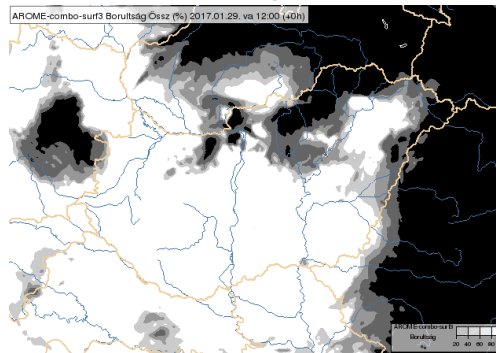 AROME-combo-surf3 Borultság Össz (%) 2017.01.29. va 12:00 (+0h)
AROME-combo-surf3
Borultság
20 40 60 80 90